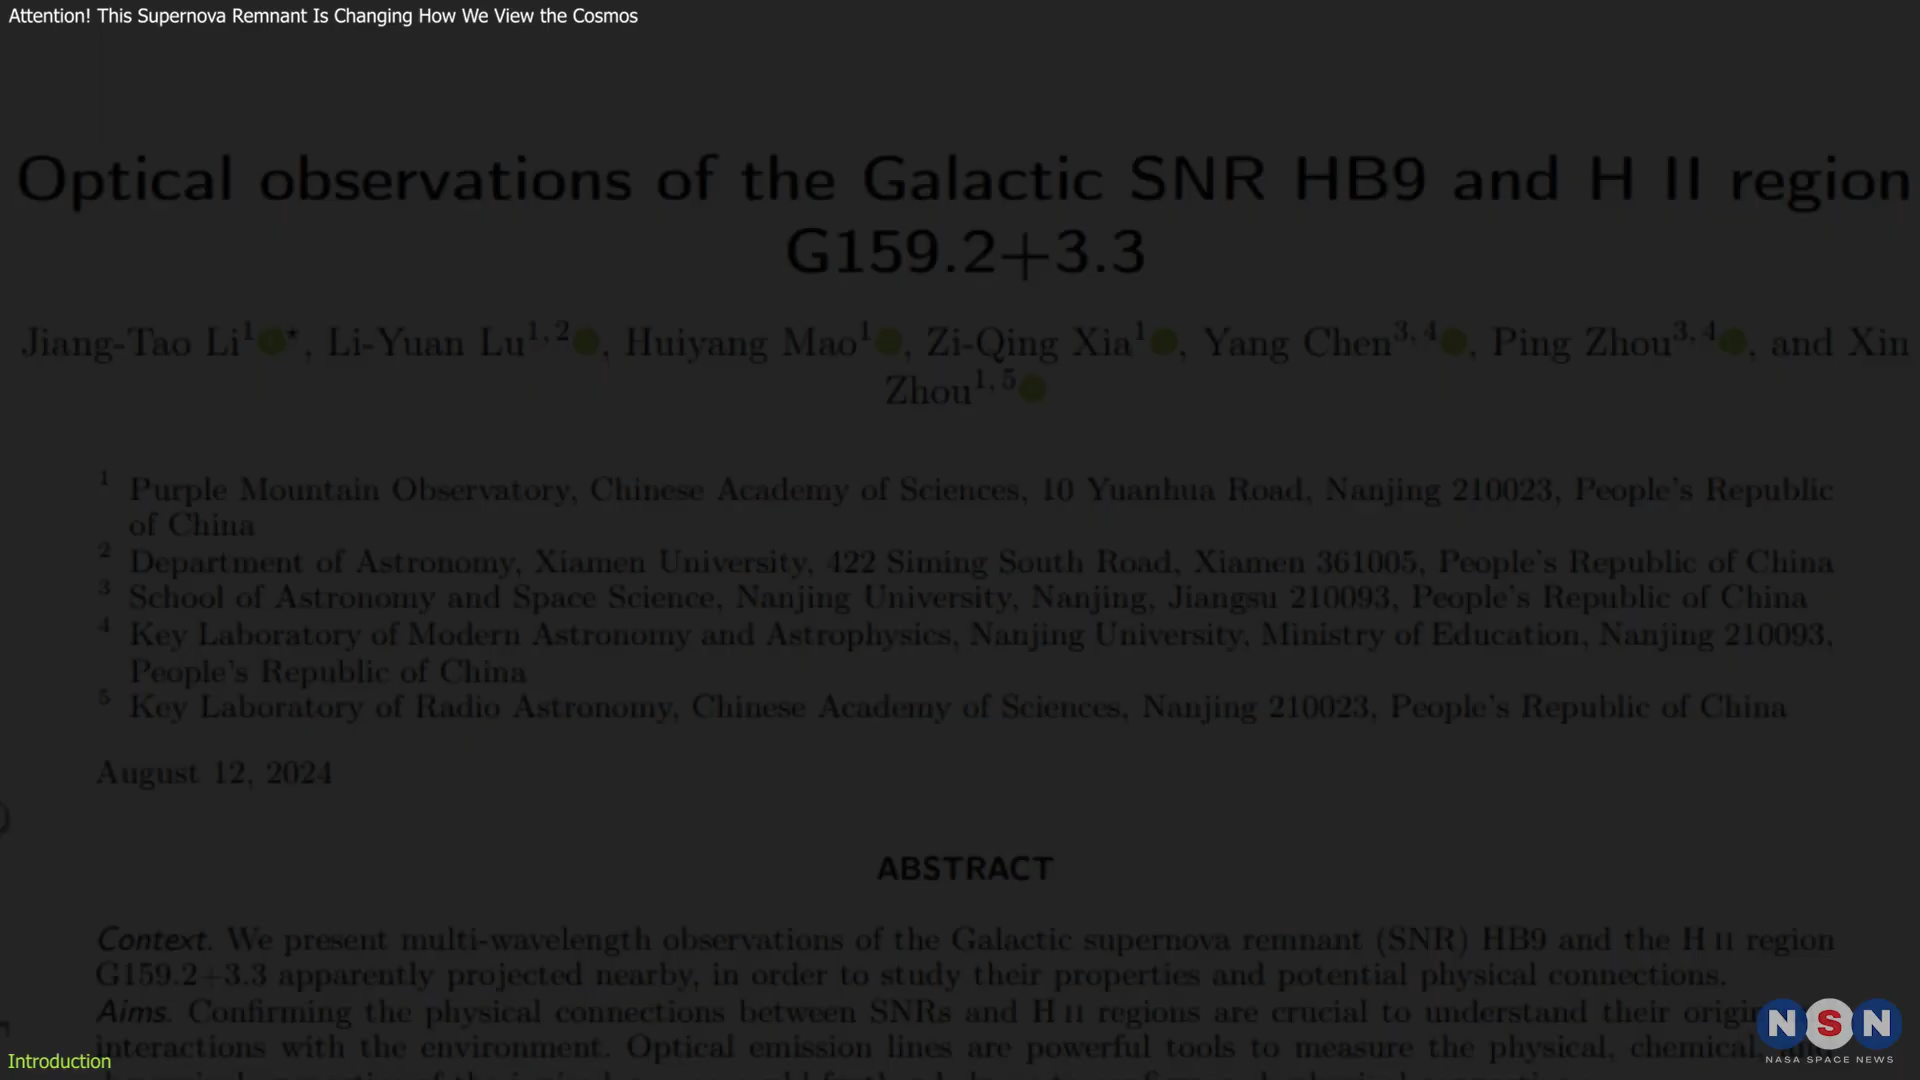 Attention! This Supernova Remnant Is Changing How We View the Cosmos
Optical observations of the Galactic SNR HB9 and H II region
G159.2+3.3
Jiang-Tao Li1 *, Li-Yuan Lu1, 2 , Huiyang Mao1 , Zi-Qing Xia1 , Yang Chen3, 4 , Ping Zhou3, 4 , and Xin
Zhou1, 5
1 Purple Mountain Observatory, Chinese Academy of Sciences, 10 Yuanhua Road, Nanjing 210023, People's Republic
of China
2 Department of Astronomy, Xiamen University, 422 Siming South Road, Xiamen 361005, People's Republic of China
3 School of Astronomy and Space Science, Nanjing University, Nanjing, Jiangsu 210093, People's Republic of China
4 Key Laboratory of Modern Astronomy and Astrophysics, Nanjing University, Ministry of Education, Nanjing 210093,
People's Republic of China
5 Key Laboratory of Radio Astronomy, Chinese Academy of Sciences, Nanjing 210023, People's Republic of China
August 12, 2024
ABSTRACT
Context. We present multi-wavelength observations of the Galactic supernova remnant (SNR) HB9 and the H II region
G159.2+3.3 apparently projected nearby, in order to study their properties and potential physical connections.
Aims. Confirming the physical connections between SNRs and H II regions are crucial to understand their origin
interactions with the environment. Optical emission lines are powerful tools to measure the physical, chemical, and
Introduction
NSN
NASA SPACE NEWS